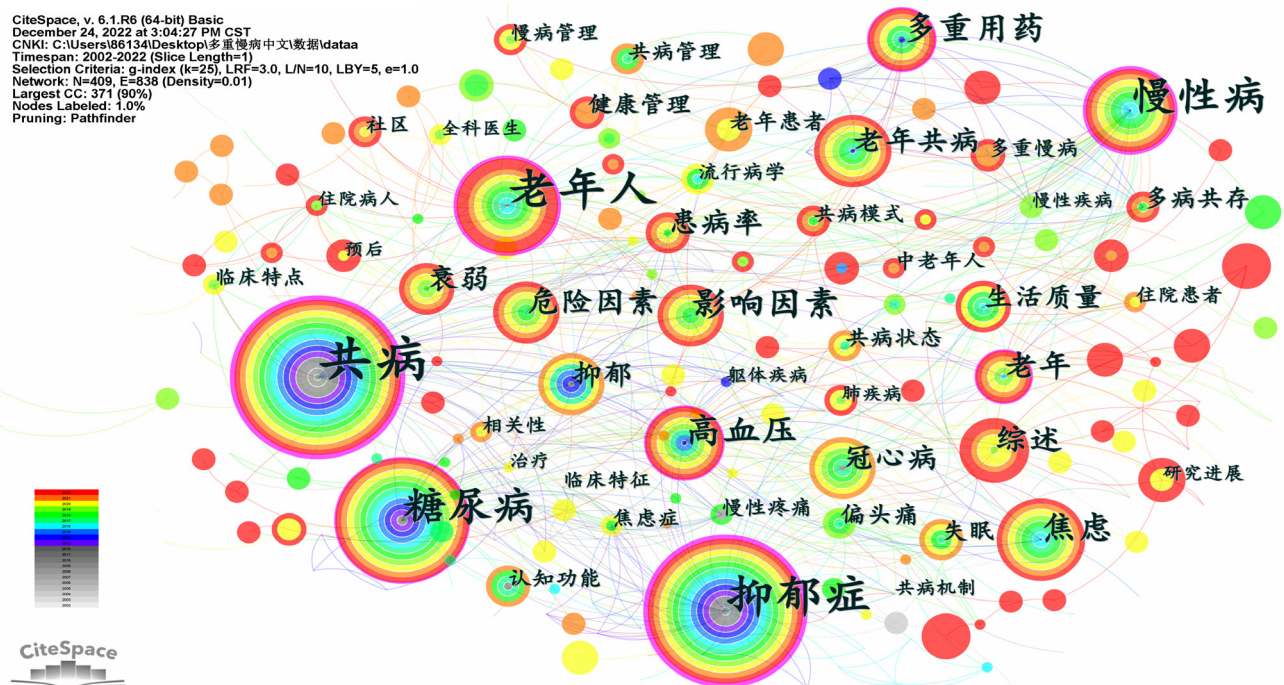 CiteSpace, v. 6.1.R6 (64-bit) Basic
December 24, 2022 at 3:04:27 PM CST
CNKI: C:\Users\86134\Desktop\多重慢病中文\数据\dataa
Timespan: 2002-2022 (Slice Length=1)
Selection Criteria: g-index (k=25), LRF=3.0, L/N=10, LBY=5, e=1.0
Network: N=409, E=838 (Density=0.01)
Largest CC: 371 (90%)
Nodes Labeled: 1.0%
Pruning: Pathfinder
慢病管理
共病管理
多重用药
慢性病
健康管理
社区
全科医生
老年患者
老年共病
多重慢病
流行病学
老年人
住院病人
慢性疾病
多病共存
患病率
共病模式
预后
临床特点
中老年人
衰弱
危险因素
影响因素
生活质量
住院患者
共病
共病状态
抑郁
躯体疾病
老年
肺疾病
相关性
高血压
综述
治疗
冠心病
临床特征
研究进展
糖尿病
慢性疼痛
焦虑症
偏头痛
失眠
焦虑
认知功能
抑郁症
共病机制
CiteSpace